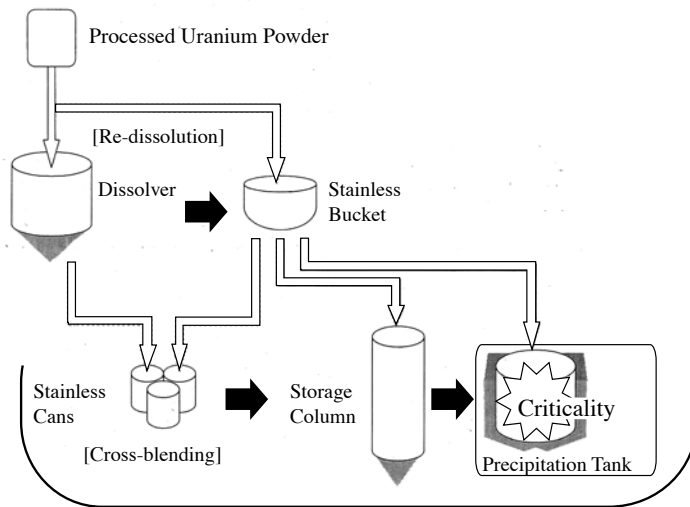 Processed Uranium Powder
[Re-dissolution]
Dissolver
Stainless
Bucket
Stainless
Cans
[Cross-blending]
Storage
Column
Criticality
Precipitation Tank